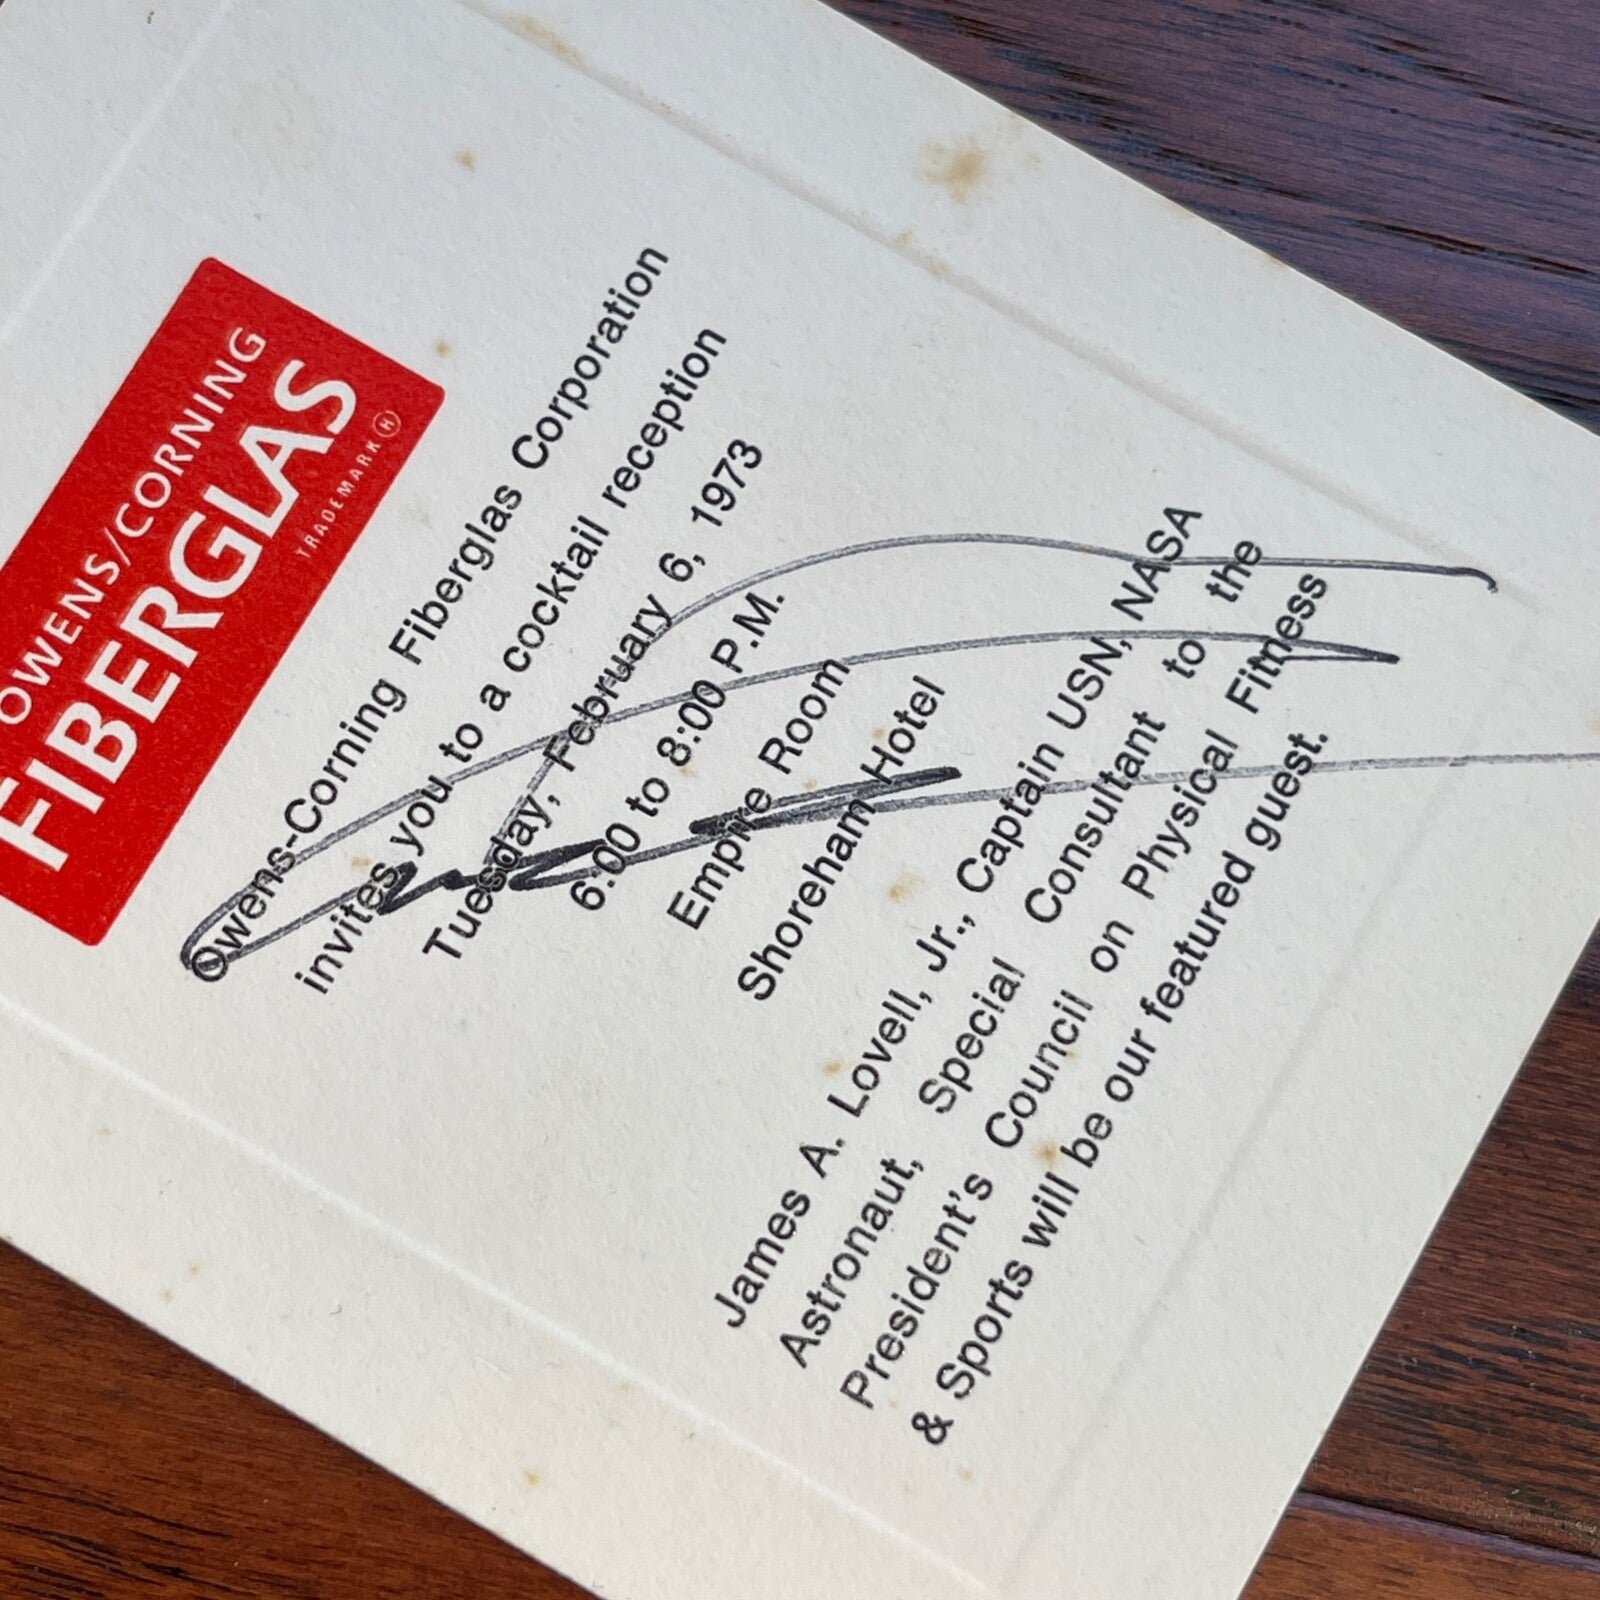 OWENS/CORNING
FIBERGLAS
TRADEMARK ®
Owens-Corning Fiberglas Corporation
invites you to a cocktail reception
Tuesday, February 6, 1973
6:00 to 8:00 P.M.
Empire Room
Shoreham Hotel
James A. Lovell, Jr., Captain USN, NASA
Astronaut, Special Consultant to the
President's Council on Physical Fitness
& Sports will be our featured guest.